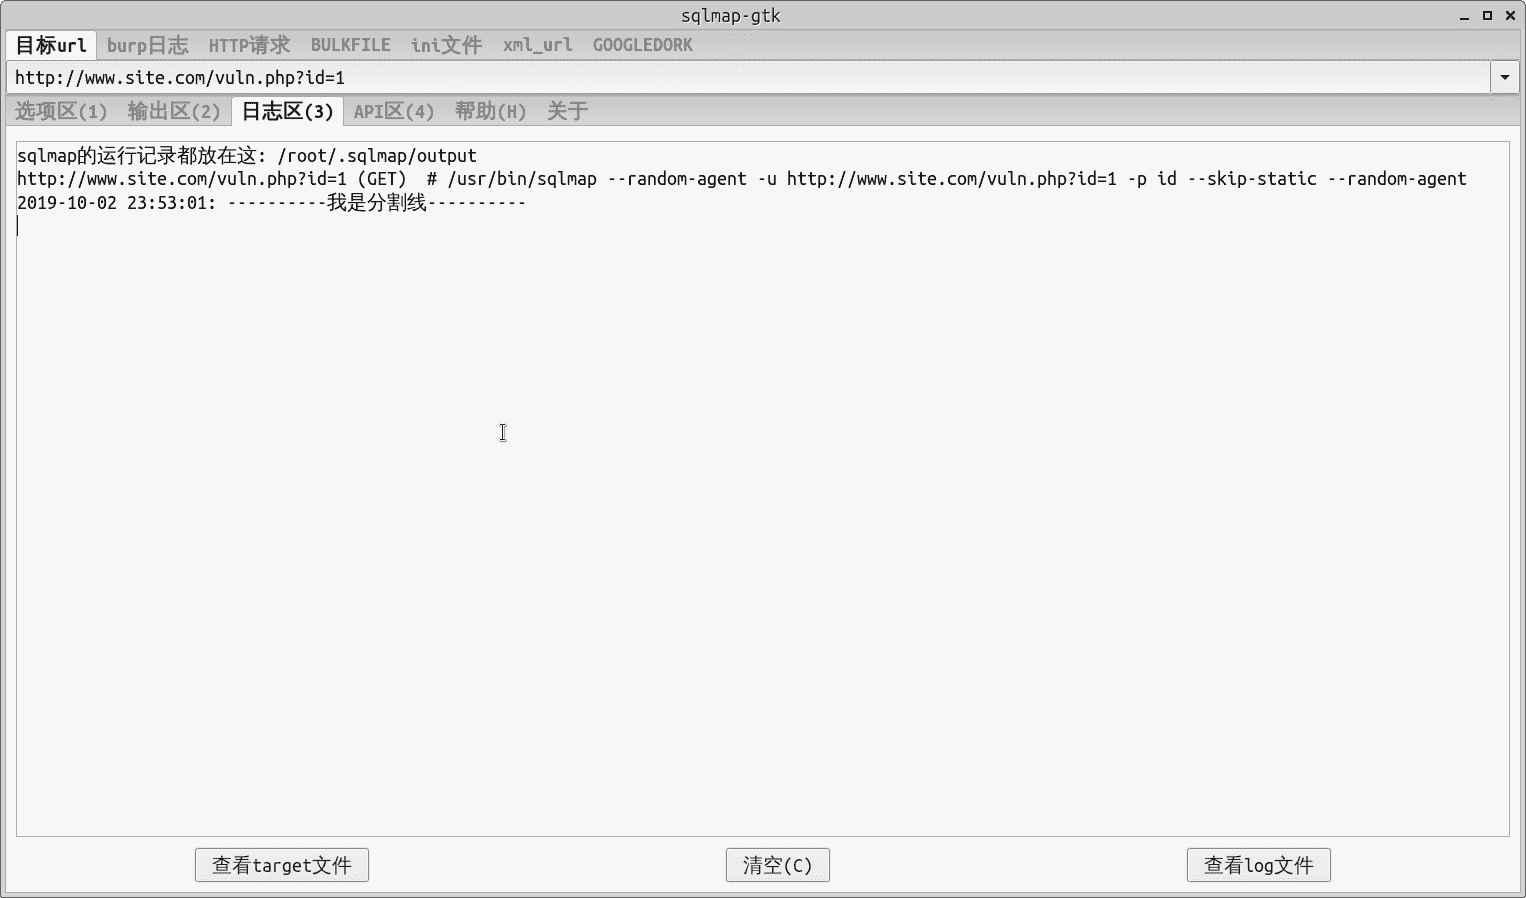 sqlmap-gtk
目标url burp日志 HTTP请求 BULKFILE ini文件 xml_url GOOGLEDORK
http://www.site.com/vuln.php?id=1
选项区(1) 输出区(2) 日志区(3) API区(4) 帮助(H) 关于
sqlmap的运行记录都放在这: /root/.sqlmap/output
http://www.site.com/vuln.php?id=1 (GET)  # /usr/bin/sqlmap --random-agent -u http://www.site.com/vuln.php?id=1 -p id --skip-static --random-agent
2019-10-02 23:53:01: ----------我是分割线----------
查看target文件 清空(C) 查看log文件